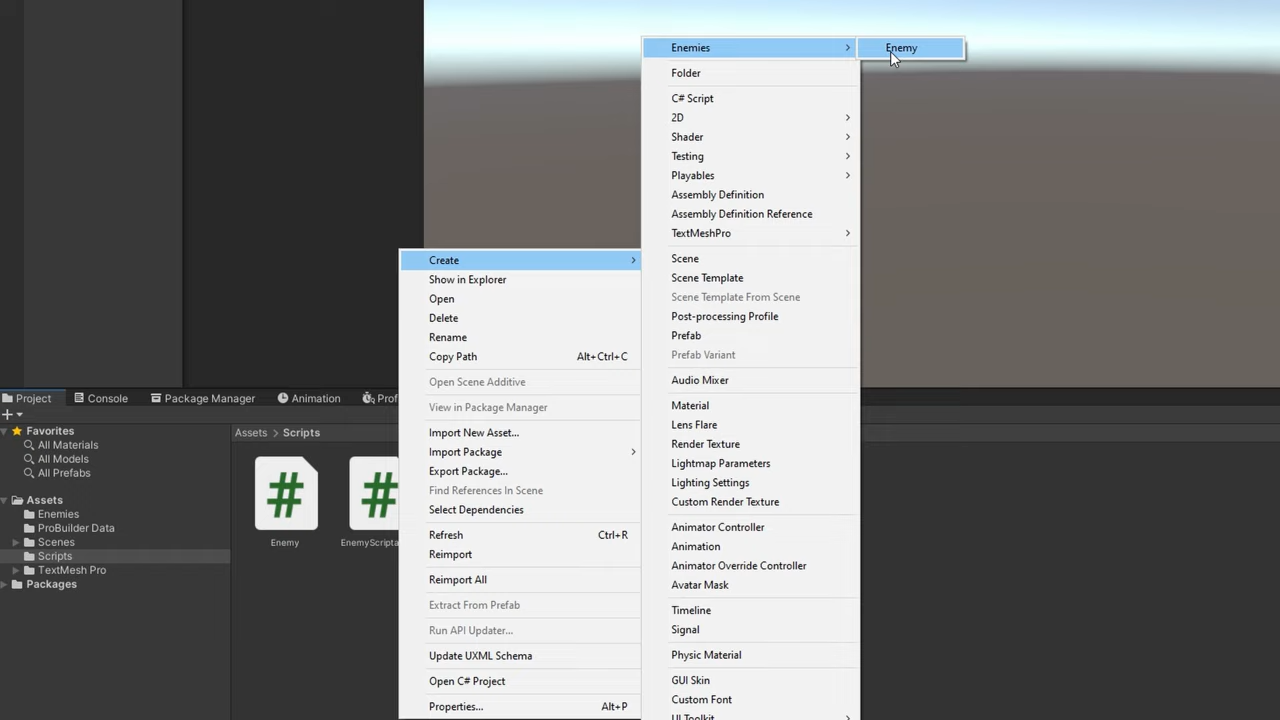 Enemies
Enemy
Folder
C# Script
2D
Shader
Testing
Playables
Assembly Definition
Assembly Definition Reference
TextMeshPro
Scene
Scene Template
Scene Template From Scene
Post-processing Profile
Prefab
Prefab Variant
Audio Mixer
Material
Lens Flare
Render Texture
Lightmap Parameters
Lighting Settings
Custom Render Texture
Animator Controller
Animation
Animator Override Controller
Avatar Mask
Timeline
Signal
Physic Material
GUI Skin
Custom Font
UI Toolkit
Create
Show in Explorer
Open
Delete
Rename
Copy Path Alt+Ctrl+C
Open Scene Additive
View in Package Manager
Import New Asset...
Import Package
Export Package...
Find References In Scene
Select Dependencies
Refresh Ctrl+R
Reimport
Reimport All
Extract From Prefab
Run API Updater...
Update UXML Schema
Open C# Project
Properties... Alt+P
Project Console Package Manager Animation Prof
Favorites
All Materials
All Models
All Prefabs
Assets
Enemies
ProBuilder Data
Scenes
Scripts
TextMesh Pro
Packages
Assets > Scripts
# #
Enemy EnemyScripta